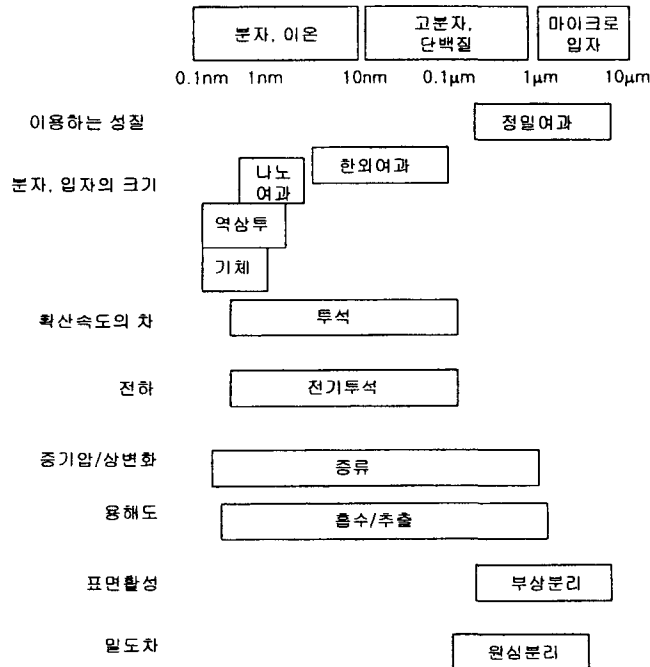 분자, 이온
고분자,
단백질
마이크로
입자
0.1nm 1nm 10nm 0.1μm 1μm 10μm
이용하는 성질
정밀여과
분자, 입자의 크기
나노
여과
한외여과
역삼투
기체
확산속도의 차
투석
전하
전기투석
증기압/상변화
증류
용해도
흡수/추출
표면활성
부상분리
밀도차
원심분리